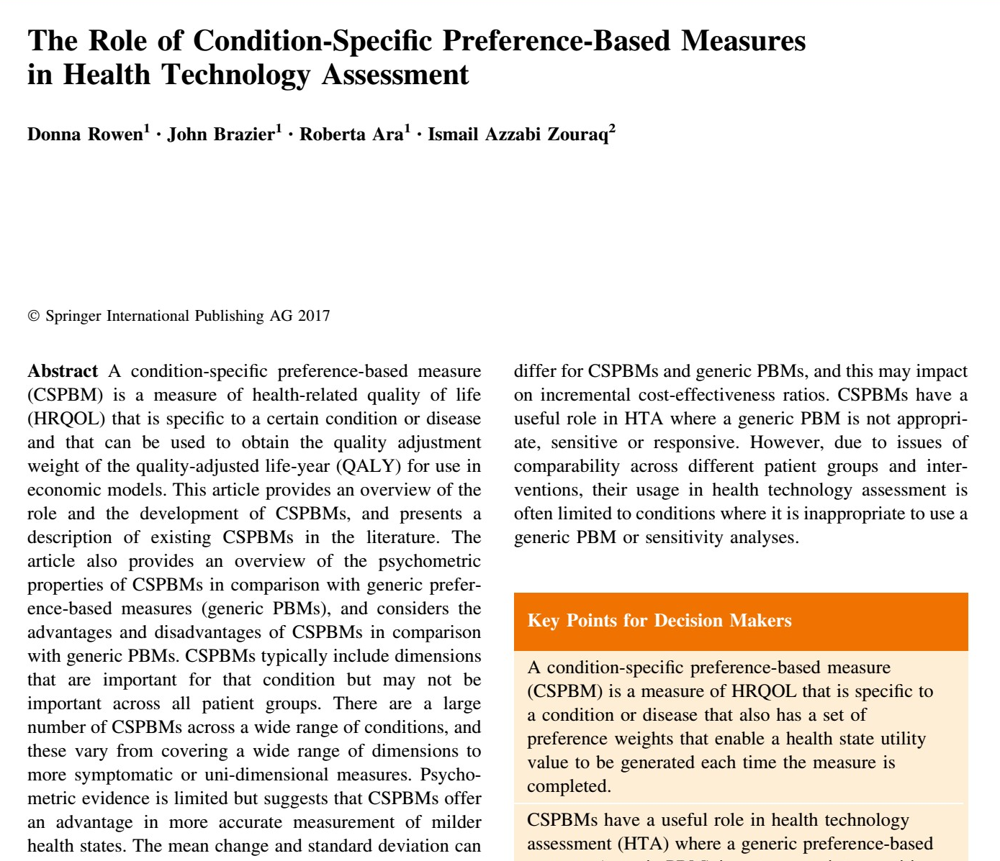 The Role of Condition-Specific Preference-Based Measures
in Health Technology Assessment
Donna Rowen1 · John Brazier1 · Roberta Ara1 · Ismail Azzabi Zouraq2
© Springer International Publishing AG 2017
Abstract A condition-specific preference-based measure
(CSPBM) is a measure of health-related quality of life
(HRQOL) that is specific to a certain condition or disease
and that can be used to obtain the quality adjustment
weight of the quality-adjusted life-year (QALY) for use in
economic models. This article provides an overview of the
role and the development of CSPBMs, and presents a
description of existing CSPBMs in the literature. The
article also provides an overview of the psychometric
properties of CSPBMs in comparison with generic prefer-
ence-based measures (generic PBMs), and considers the
advantages and disadvantages of CSPBMs in comparison
with generic PBMs. CSPBMs typically include dimensions
that are important for that condition but may not be
important across all patient groups. There are a large
number of CSPBMs across a wide range of conditions, and
these vary from covering a wide range of dimensions to
more symptomatic or uni-dimensional measures. Psycho-
metric evidence is limited but suggests that CSPBMs offer
an advantage in more accurate measurement of milder
health states. The mean change and standard deviation can
differ for CSPBMs and generic PBMs, and this may impact
on incremental cost-effectiveness ratios. CSPBMs have a
useful role in HTA where a generic PBM is not appropri-
ate, sensitive or responsive. However, due to issues of
comparability across different patient groups and inter-
ventions, their usage in health technology assessment is
often limited to conditions where it is inappropriate to use a
generic PBM or sensitivity analyses.
Key Points for Decision Makers
A condition-specific preference-based measure
(CSPBM) is a measure of HRQOL that is specific to
a condition or disease that also has a set of
preference weights that enable a health state utility
value to be generated each time the measure is
completed.
CSPBMs have a useful role in health technology
assessment (HTA) where a generic preference-based